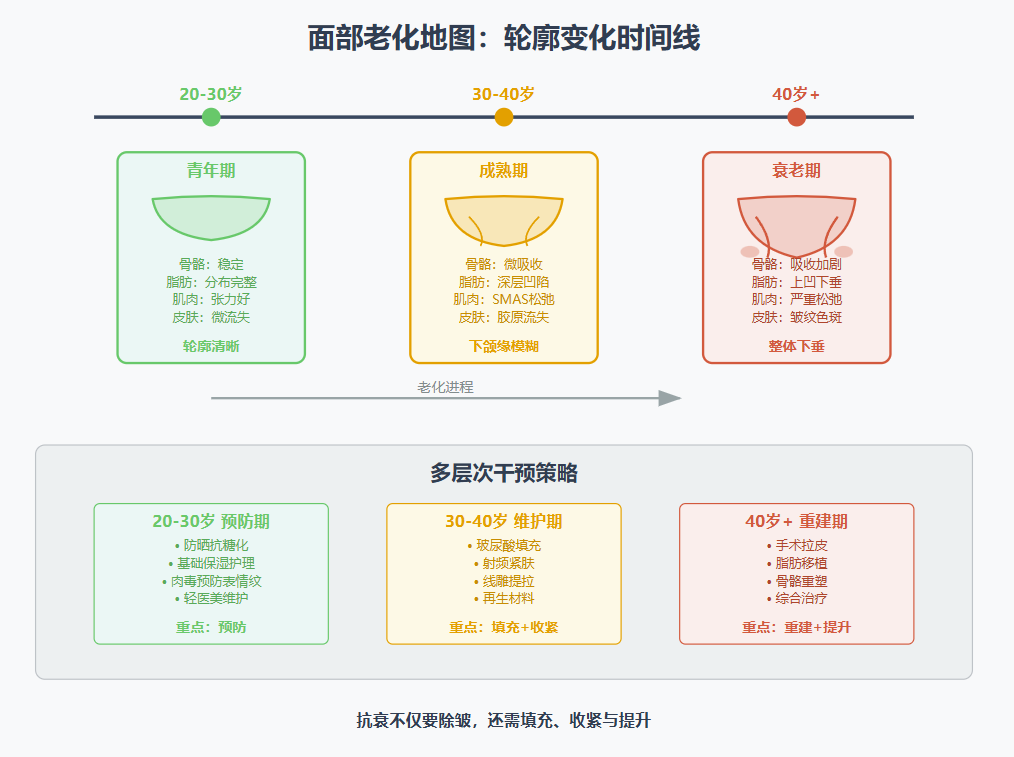 面部老化地图：轮廓变化时间线
20-30岁
30-40岁
40岁+
青年期
骨骼：稳定
脂肪：分布完整
肌肉：张力好
皮肤：微流失
轮廓清晰
成熟期
骨骼：微吸收
脂肪：深层凹陷
肌肉：SMAS松弛
皮肤：胶原流失
下颌缘模糊
衰老期
骨骼：吸收加剧
脂肪：上凹下垂
肌肉：严重松弛
皮肤：皱纹色斑
整体下垂
老化进程
多层次干预策略
20-30岁 预防期
• 防晒抗糖化
• 基础保湿护理
• 肉毒预防表情纹
• 轻医美维护
重点：预防
30-40岁 维护期
• 玻尿酸填充
• 射频紧肤
• 线雕提拉
• 再生材料
重点：填充+收紧
40岁+ 重建期
• 手术拉皮
• 脂肪移植
• 骨骼重塑
• 综合治疗
重点：重建+提升
抗衰不仅要除皱，还需填充、收紧与提升